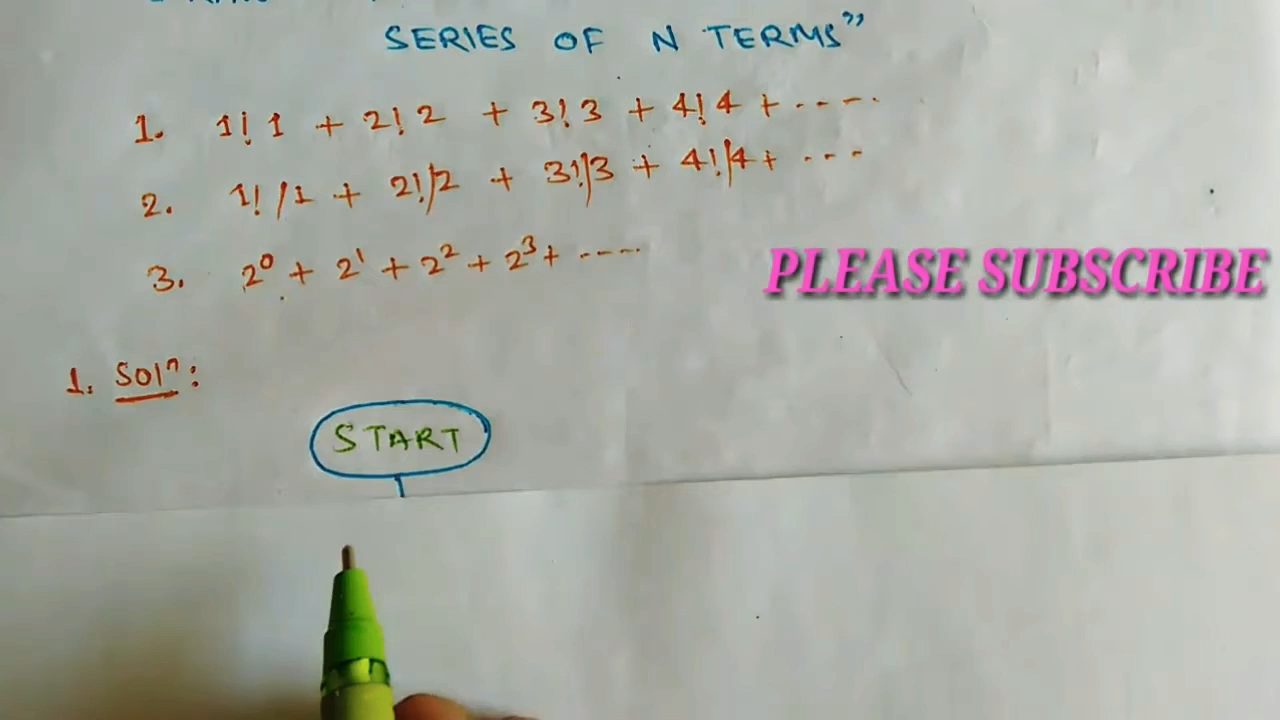 SERIES OF N TERMS”
1. 1! 1 + 2! 2 + 3! 3 + 4! 4 + -----
2. 1! /1 + 2!/2 + 3!/3 + 4!/4 + ---
3. 2⁰ + 2¹ + 2² + 2³ + -----
PLEASE SUBSCRIBE
1. Solⁿ:
START